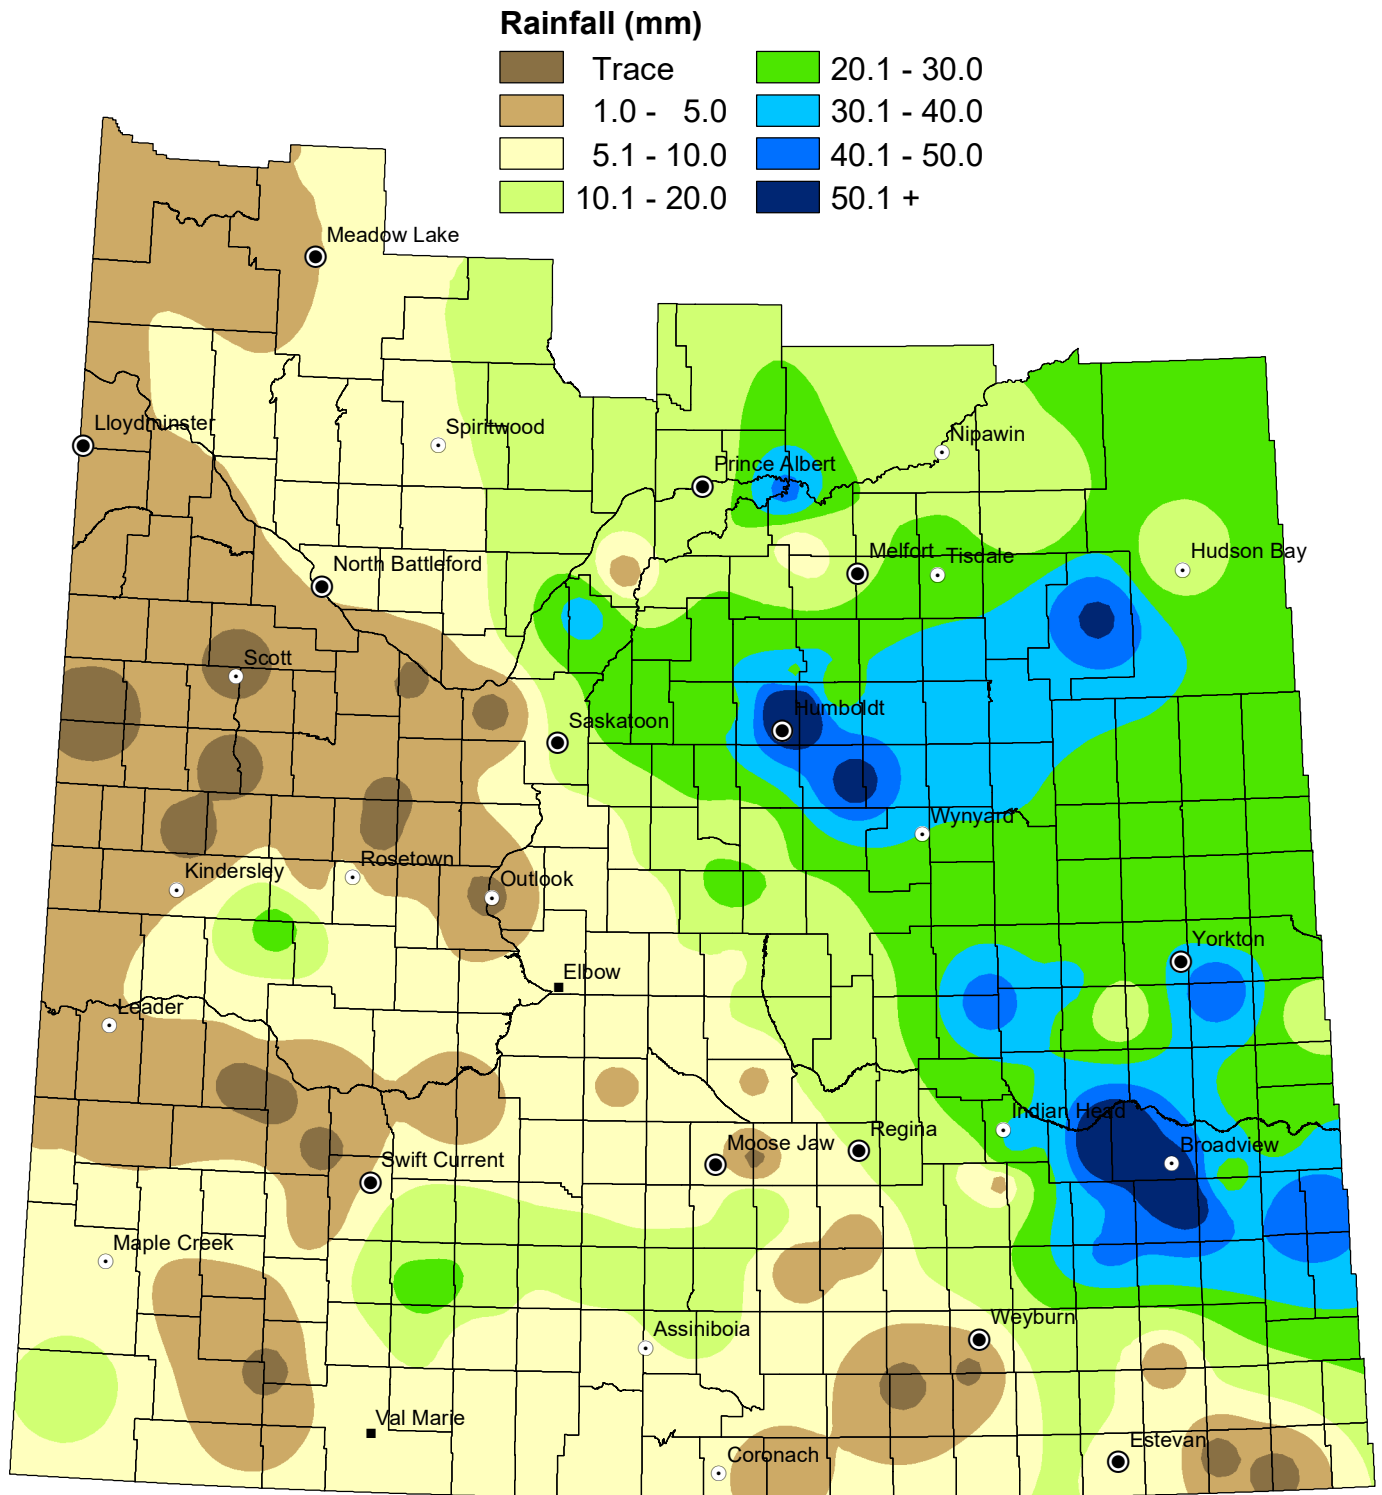 Rainfall (mm)
Trace
20.1 - 30.0
1.0 - 5.0
30.1 - 40.0
5.1 - 10.0
40.1 - 50.0
10.1 - 20.0
50.1 +
Meadow Lake
Lloydminster
Spiritwood
Nipawin
Prince Albert
Melfort
Tisdale
Hudson Bay
North Battleford
Scott
Humboldt
Saskatoon
Wynyard
Rosetown
Kindersley
Outlook
Yorkton
Elbow
Leader
Indian Head
Regina
Moose Jaw
Broadview
Swift Current
Maple Creek
Weyburn
Assiniboia
Val Marie
Estevan
Coronach